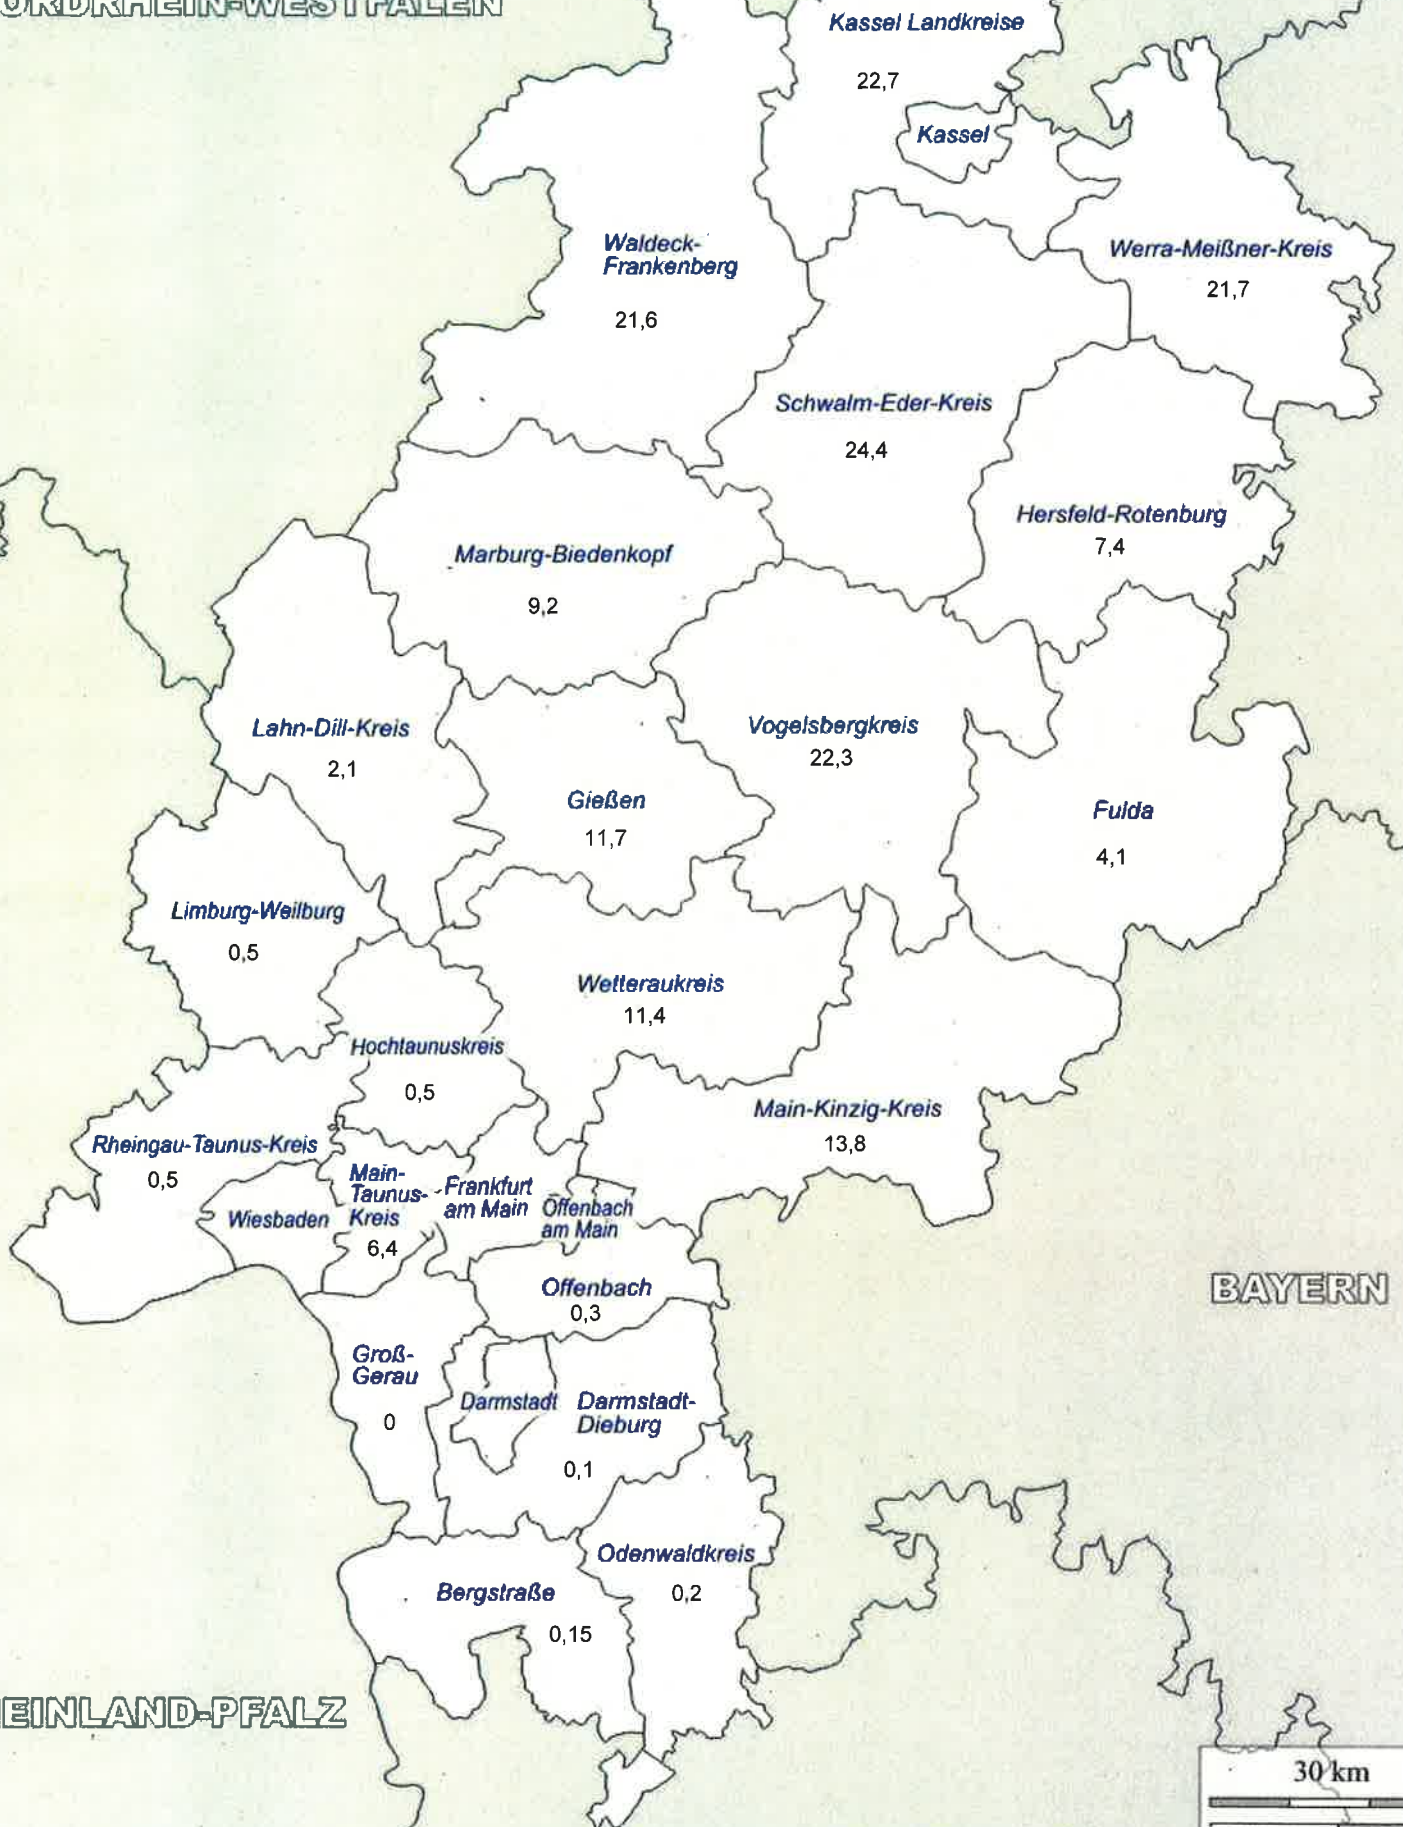 ORDRHEIN-WESTFALEN
Kassel Landkreise
22,7
Kassel
Waldeck-
Frankenberg
21,6
Werra-Meißner-Kreis
21,7
Schwalm-Eder-Kreis
24,4
Hersfeld-Rotenburg
7,4
Marburg-Biedenkopf
9,2
Lahn-Dill-Kreis
2,1
Vogelsbergkreis
22,3
Gießen
11,7
Fulda
4,1
Limburg-Weilburg
0,5
Wetteraukreis
11,4
Hochtaunuskreis
0,5
Main-Kinzig-Kreis
13,8
Rheingau-Taunus-Kreis
0,5
Main-
Taunus-
Kreis
6,4
Frankfurt
am Main
Offenbach
am Main
Wiesbaden
Offenbach
0,3
BAYERN
Groß-
Gerau
0
Darmstadt
Darmstadt-
Dieburg
0,1
Odenwaldkreis
0,2
Bergstraße
0,15
EINLAND-PFALZ
30 km